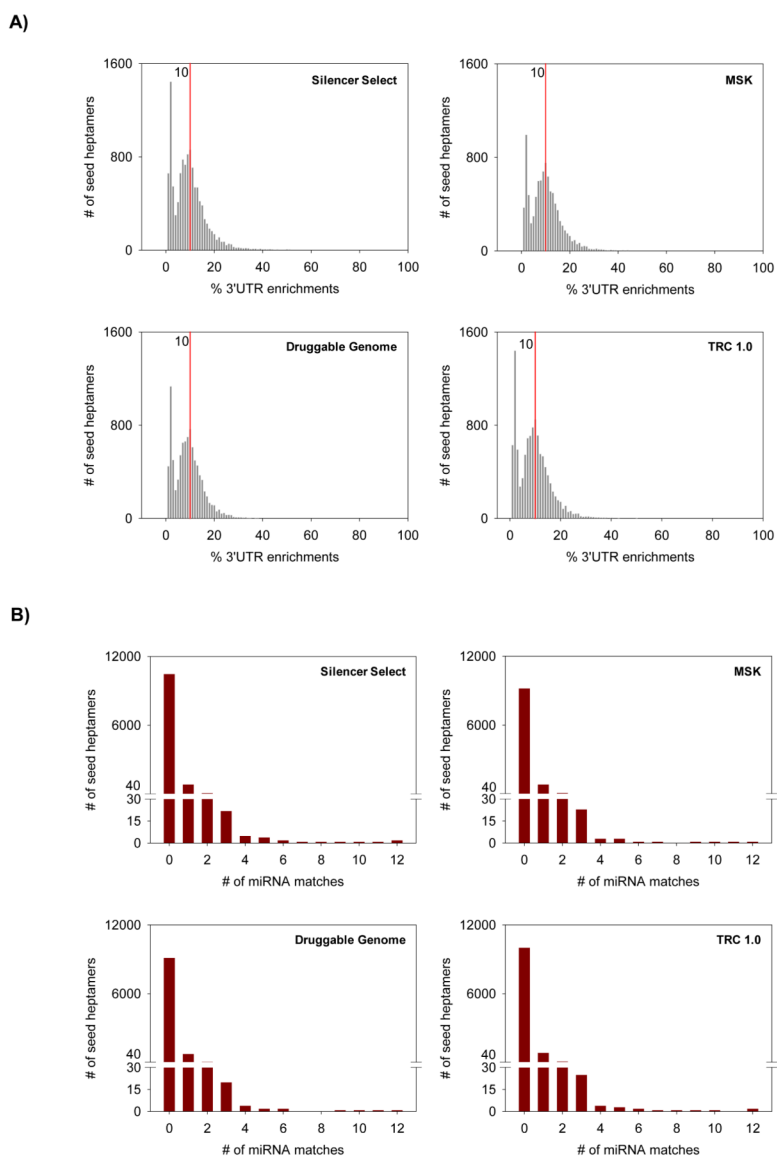 A)
1600
800
0
# of seed heptamers
10
Silencer Select
0 20 40 60 80 100
% 3'UTR enrichments
1600
800
0
# of seed heptamers
10
MSK
0 20 40 60 80 100
% 3'UTR enrichments
1600
800
0
# of seed heptamers
10
Druggable Genome
0 20 40 60 80 100
% 3'UTR enrichments
1600
800
0
# of seed heptamers
10
TRC 1.0
0 20 40 60 80 100
% 3'UTR enrichments
B)
12000
6000
40
30
15
0
# of seed heptamers
Silencer Select
0 2 4 6 8 10 12
# of miRNA matches
12000
6000
40
30
15
0
# of seed heptamers
MSK
0 2 4 6 8 10 12
# of miRNA matches
12000
6000
40
30
15
0
# of seed heptamers
Druggable Genome
0 2 4 6 8 10 12
# of miRNA matches
12000
6000
40
30
15
0
# of seed heptamers
TRC 1.0
0 2 4 6 8 10 12
# of miRNA matches